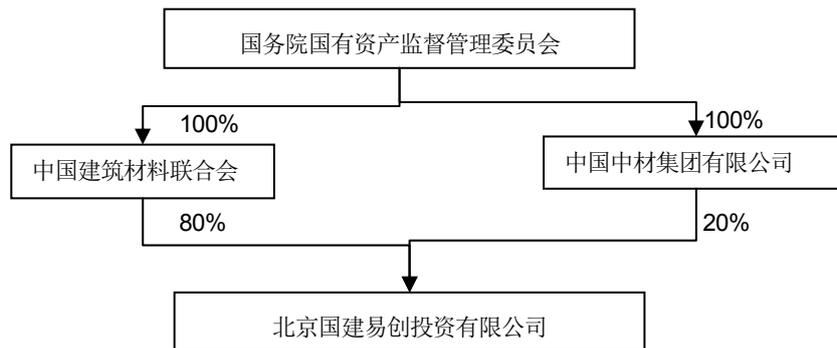 国务院国有资产监督管理委员会
100%
100%
中国建筑材料联合会
中国中材集团有限公司
80%
20%
北京国建易创投资有限公司